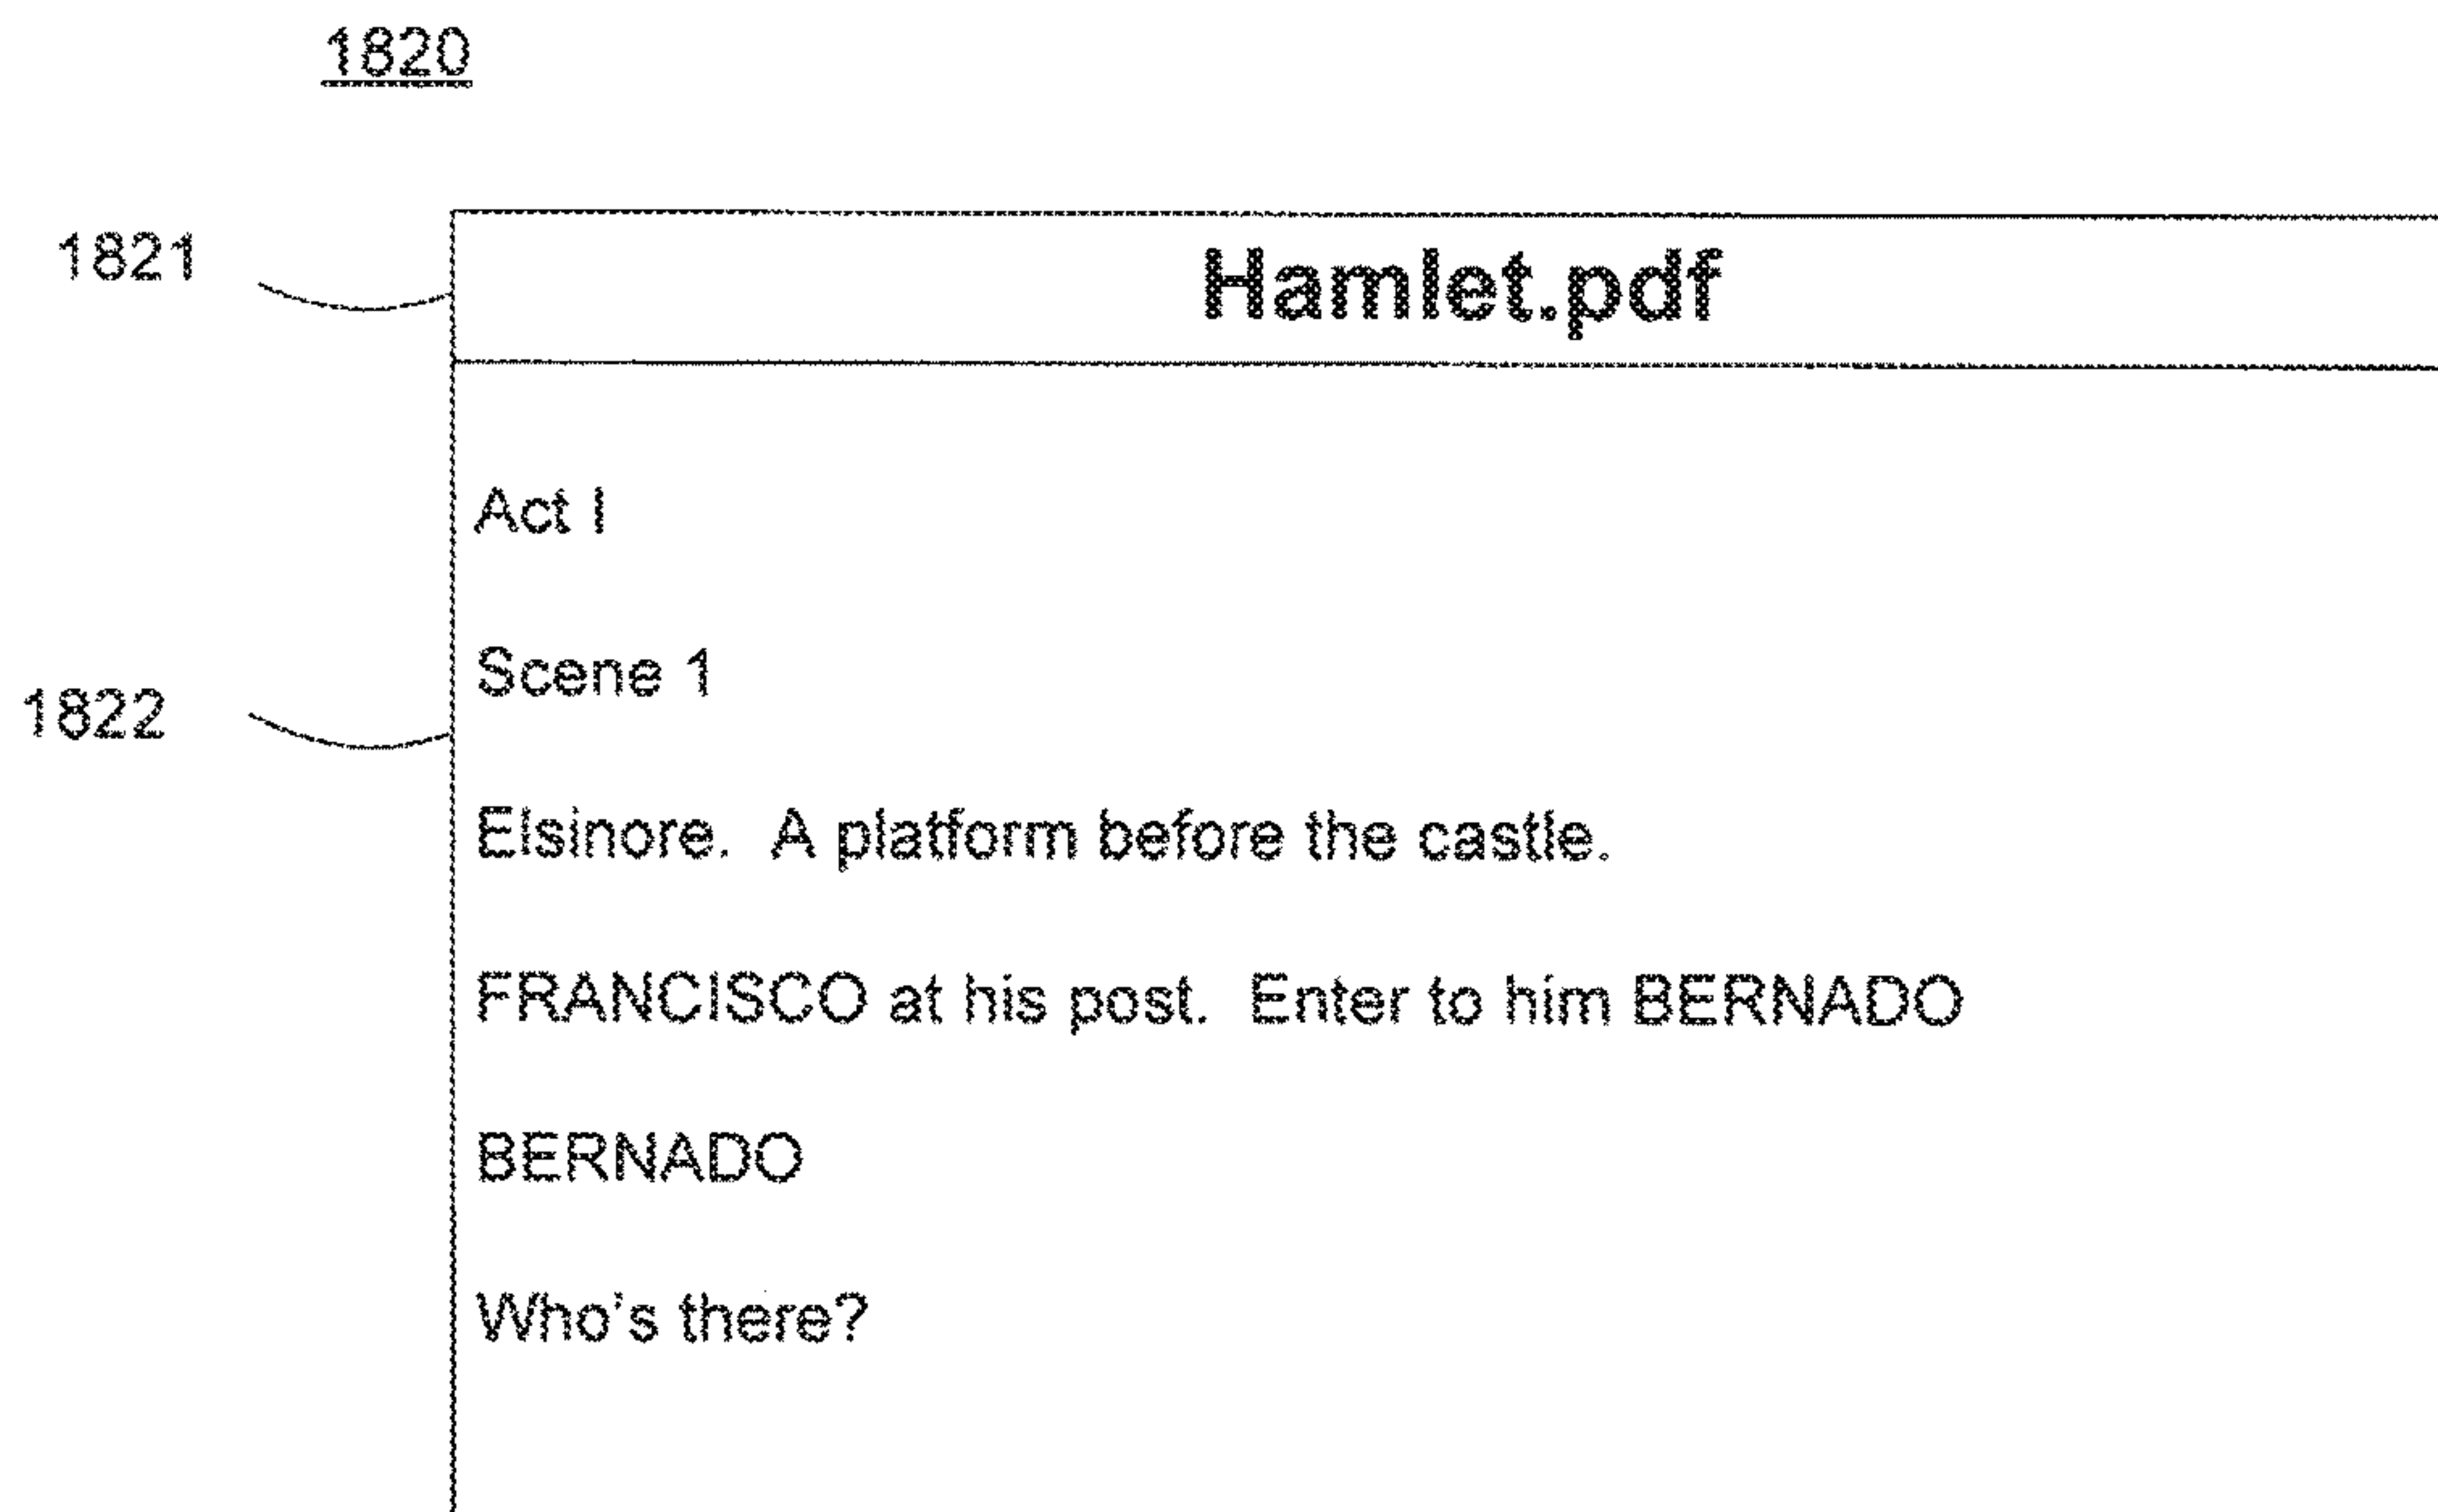 1820
1821
Hamlet.pdf
Act I
Scene 1
1822
Elsinore.  A platform before the castle.
FRANCISCO at his post.  Enter to him BERNADO
BERNADO
Who's there?